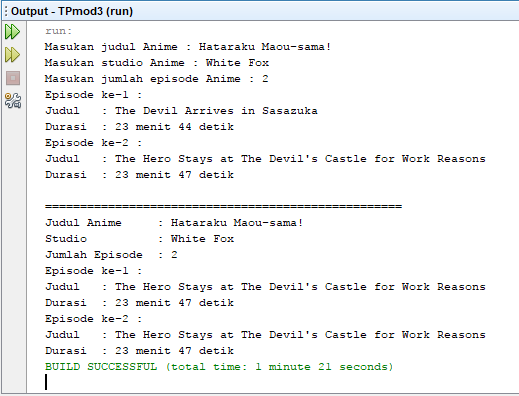 Output - TPmod3 (run)
run:
Masukan judul Anime : Hataraku Maou-sama!
Masukan studio Anime : White Fox
Masukan jumlah episode Anime : 2
Episode ke-1 :
Judul   : The Devil Arrives in Sasazuka
Durasi  : 23 menit 44 detik
Episode ke-2 :
Judul   : The Hero Stays at The Devil's Castle for Work Reasons
Durasi  : 23 menit 47 detik
===================================================
Judul Anime     : Hataraku Maou-sama!
Studio          : White Fox
Jumlah Episode  : 2
Episode ke-1 :
Judul   : The Hero Stays at The Devil's Castle for Work Reasons
Durasi  : 23 menit 47 detik
Episode ke-2 :
Judul   : The Hero Stays at The Devil's Castle for Work Reasons
Durasi  : 23 menit 47 detik
BUILD SUCCESSFUL (total time: 1 minute 21 seconds)